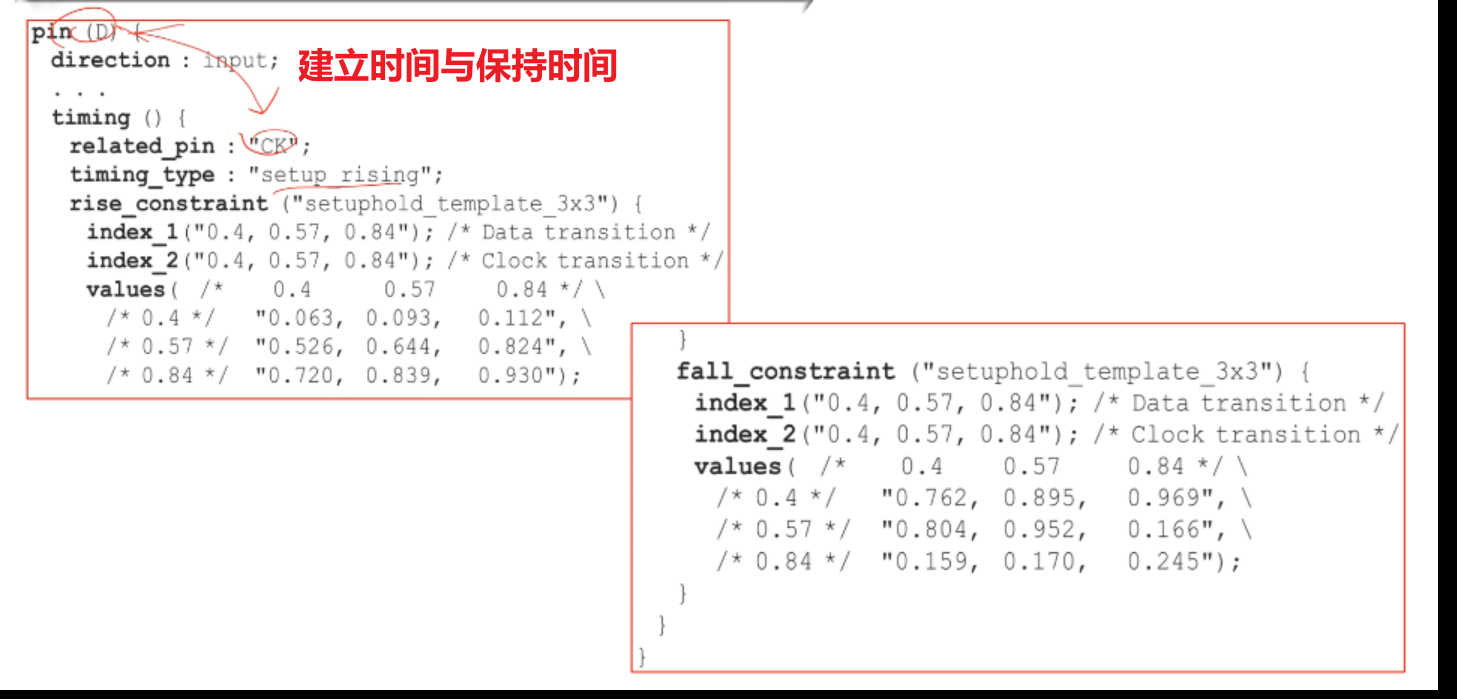 pin (D) {
direction : input;
建立时间与保持时间
. . .
timing () {
related_pin : "CK";
timing_type : "setup_rising";
rise_constraint ("setuphold_template_3x3") {
index_1("0.4, 0.57, 0.84"); /* Data transition */
index_2("0.4, 0.57, 0.84"); /* Clock transition */
values( /* 0.4 0.57 0.84 */ \
/* 0.4 */ "0.063, 0.093, 0.112", \
/* 0.57 */ "0.526, 0.644, 0.824", \
/* 0.84 */ "0.720, 0.839, 0.930");
}
fall_constraint ("setuphold_template_3x3") {
index_1("0.4, 0.57, 0.84"); /* Data transition */
index_2("0.4, 0.57, 0.84"); /* Clock transition */
values( /* 0.4 0.57 0.84 */ \
/* 0.4 */ "0.762, 0.895, 0.969", \
/* 0.57 */ "0.804, 0.952, 0.166", \
/* 0.84 */ "0.159, 0.170, 0.245");
}
}
}